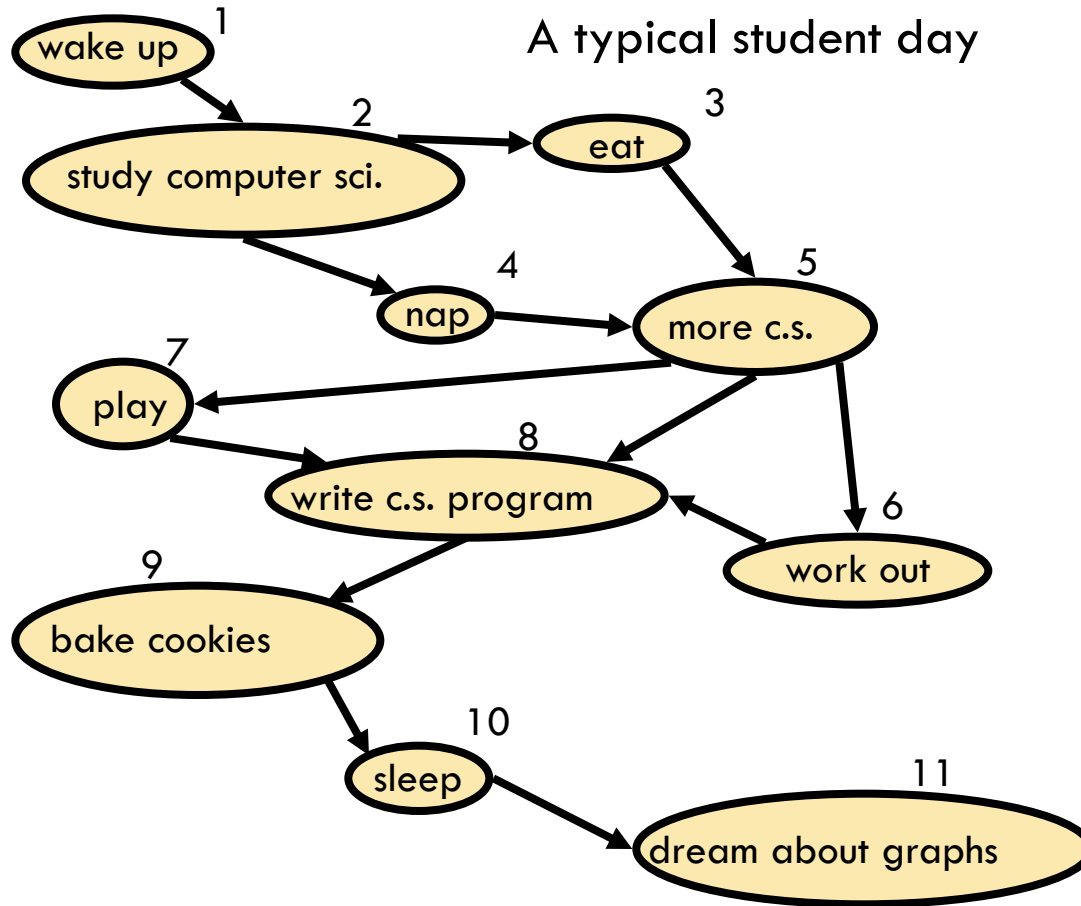 A typical student day
1
wake up
2
study computer sci.
3
eat
4
nap
5
more c.s.
7
play
8
write c.s. program
6
work out
9
bake cookies
10
sleep
11
dream about graphs